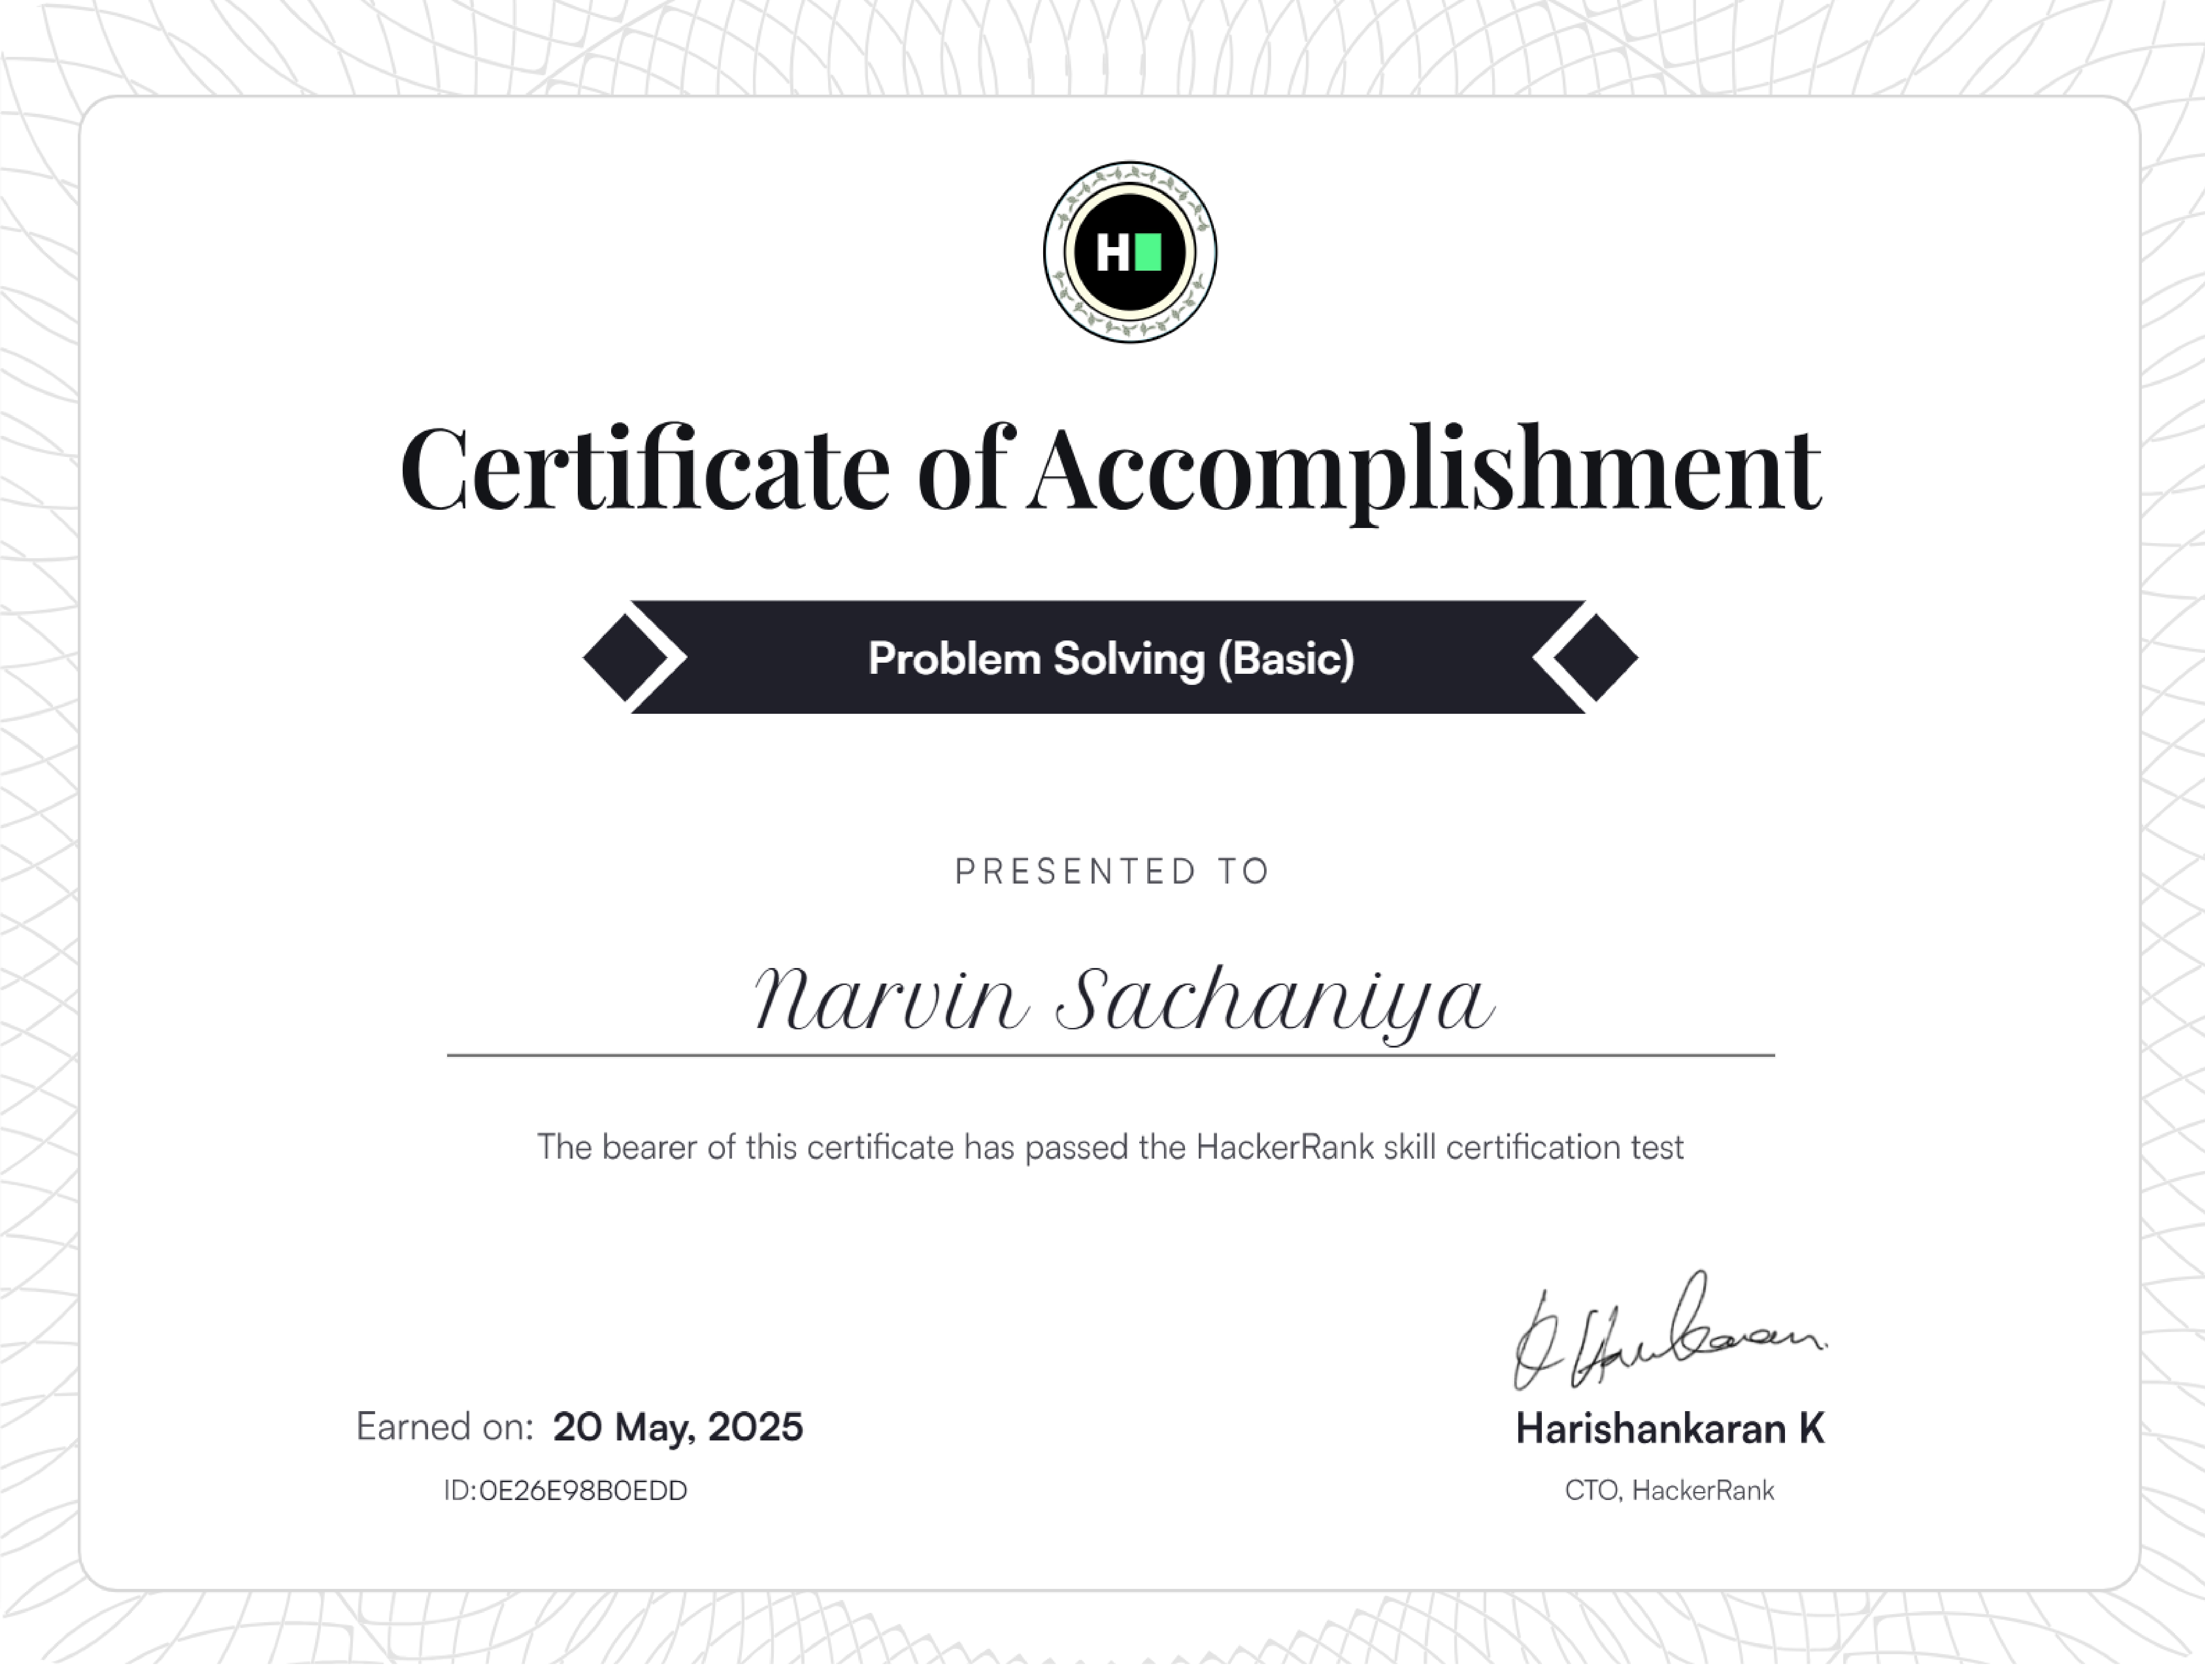 H
Certificate of Accomplishment
Problem Solving (Basic)
PRESENTED TO
Narvin Sachaniya
The bearer of this certificate has passed the HackerRank skill certification test
Earned on: 20 May, 2025
ID:0E26E98B0EDD
Harishankaran K
CTO, HackerRank